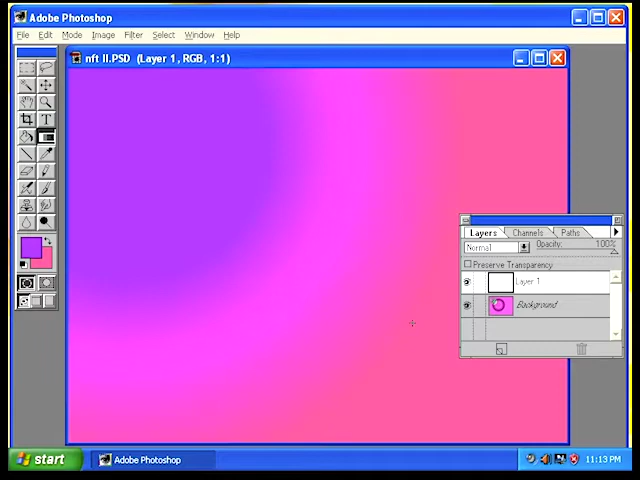 Adobe Photoshop
File Edit Mode Image Filter Select Window Help
nft II.PSD (Layer 1, RGB, 1:1)
Layers Channels Paths
Normal Opacity: 100%
Preserve Transparency
Layer 1
Background
start Adobe Photoshop 11:13 PM